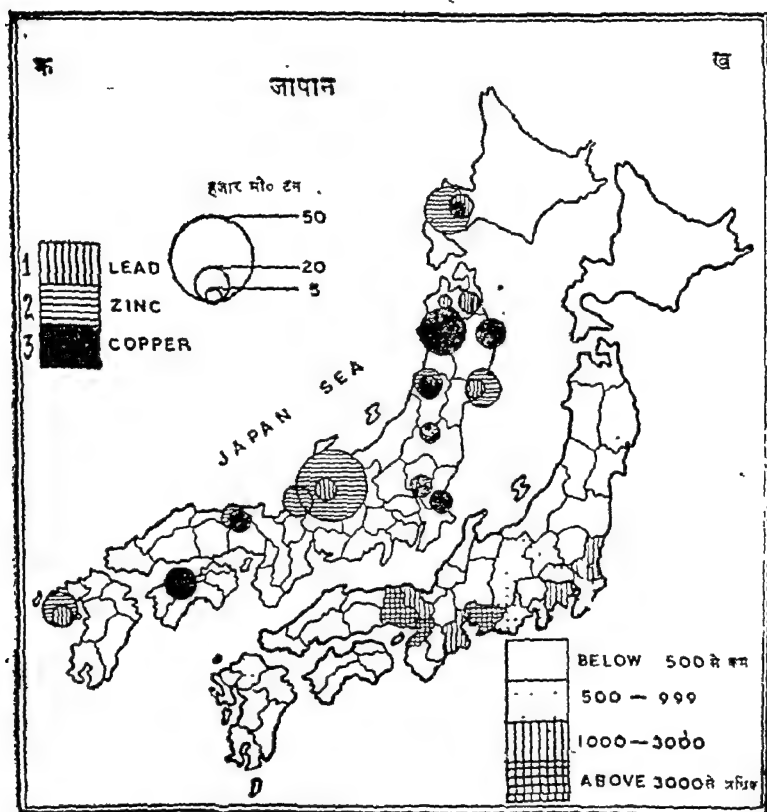 क
ख
जापान
हजार मी० टन
50
20
5
1 LEAD
2 ZINC
3 COPPER
JAPAN SEA
BELOW 500 से कम
500 — 999
1000—3000
ABOVE 3000 से अधिक